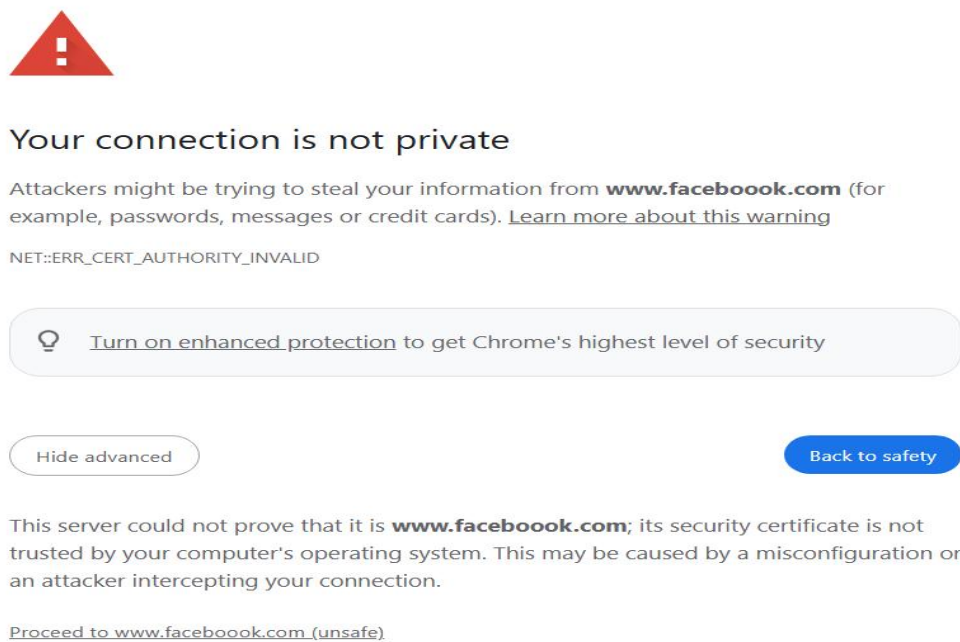 Your connection is not private
Attackers might be trying to steal your information from www.faceboook.com (for
example, passwords, messages or credit cards). Learn more about this warning
NET::ERR_CERT_AUTHORITY_INVALID
Turn on enhanced protection to get Chrome's highest level of security
Hide advanced
Back to safety
This server could not prove that it is www.faceboook.com; its security certificate is not
trusted by your computer's operating system. This may be caused by a misconfiguration or
an attacker intercepting your connection.
Proceed to www.faceboook.com (unsafe)